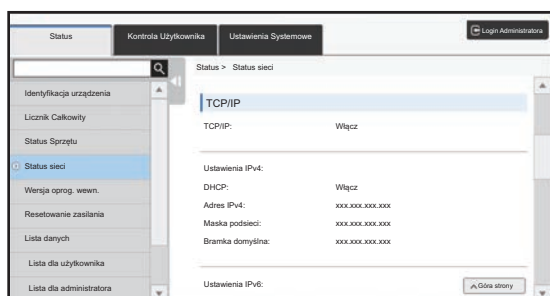 Status
Kontrola Użytkownika
Ustawienia Systemowe
Login Administratora
Status > Status sieci
Identyfikacja urządzenia
Licznik Całkowity
Status Sprzętu
Status sieci
Wersja oprog. wewn.
Resetowanie zasilania
Lista danych
Lista dla użytkownika
Lista dla administratora
TCP/IP
TCP/IP: Włącz
Ustawienia IPv4:
DHCP: Włącz
Adres IPv4: xxx.xxx.xxx.xxx
Maska podsieci: xxx.xxx.xxx.xxx
Bramka domyślna: xxx.xxx.xxx.xxx
Ustawienia IPv6:
Góra strony